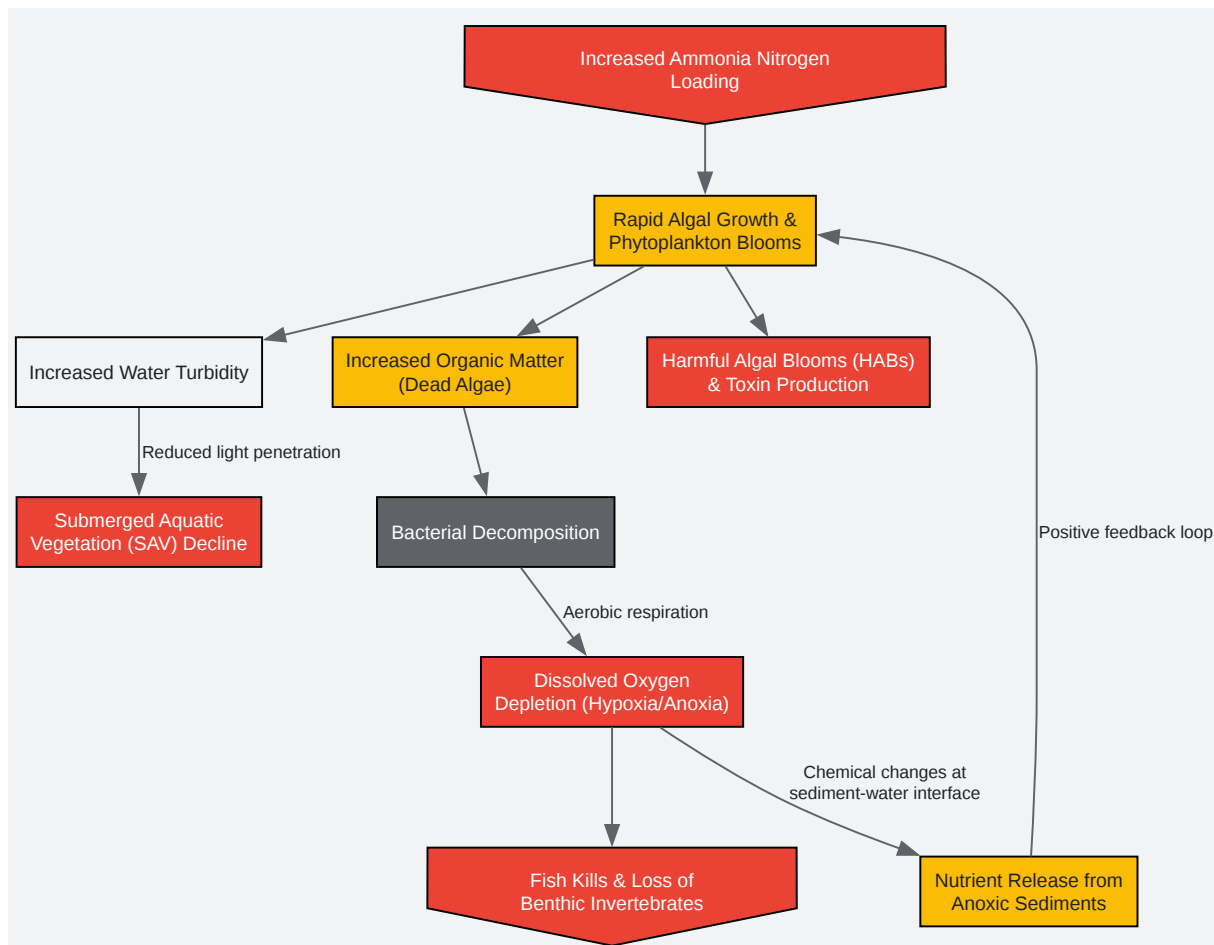 Increased Ammonia Nitrogen
Loading
Rapid Algal Growth &
Phytoplankton Blooms
Increased Water Turbidity
Increased Organic Matter
(Dead Algae)
Harmful Algal Blooms (HABs)
& Toxin Production
Reduced light penetration
Submerged Aquatic
Vegetation (SAV) Decline
Bacterial Decomposition
Positive feedback loop
Aerobic respiration
Dissolved Oxygen
Depletion (Hypoxia/Anoxia)
Chemical changes at
sediment-water interface
Fish Kills & Loss of
Benthic Invertebrates
Nutrient Release from
Anoxic Sediments